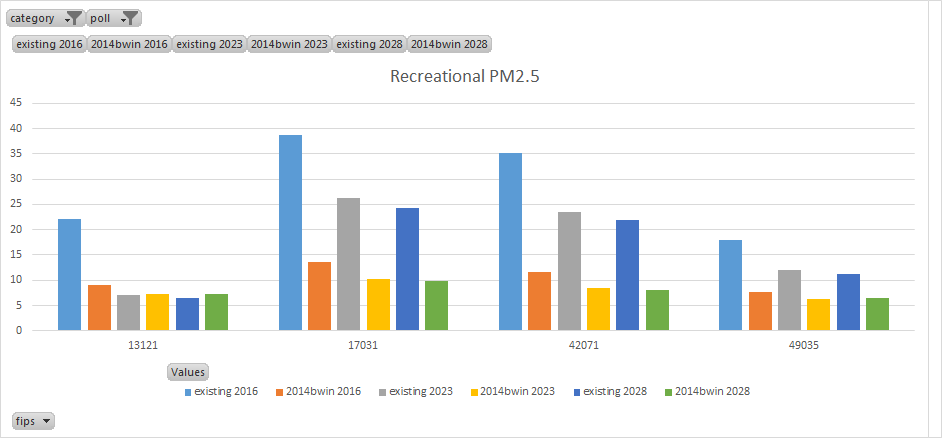 category poll
existing 2016 2014bwin 2016 existing 2023 2014bwin 2023 existing 2028 2014bwin 2028
Recreational PM2.5
45
40
35
30
25
20
15
10
5
0
13121 17031 42071 49035
Values
existing 2016 2014bwin 2016 existing 2023 2014bwin 2023 existing 2028 2014bwin 2028
fips